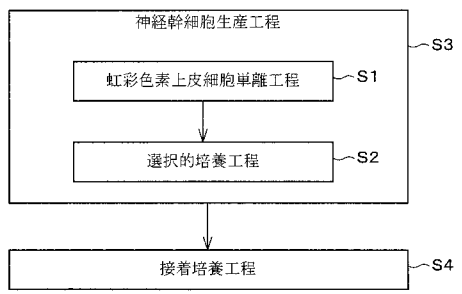 神経幹細胞生産工程
S3
虹彩色素上皮細胞単離工程
S1
選択的培養工程
S2
接着培養工程
S4